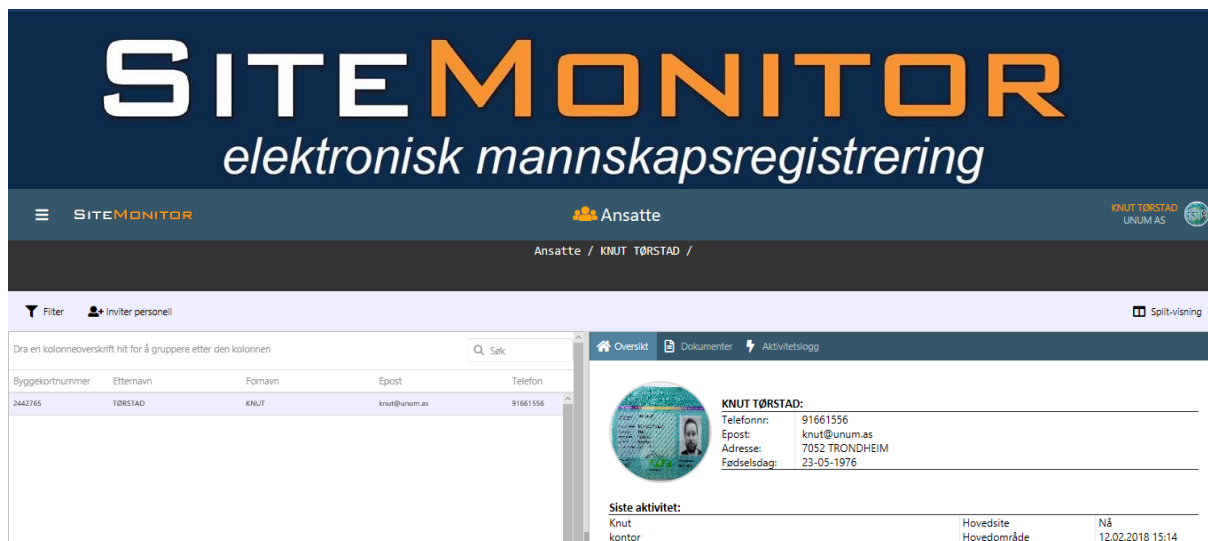 SITEMONITOR
elektronisk mannskapsregistrering
SITEMONITOR
Ansatte
KNUT TØRSTAD
UNUM AS
Ansatte / KNUT TØRSTAD /
Filter
Inviter personell
Split-visning
Dra en kolonneoverskrift hit for å gruppere etter den kolonnen
Søk
Byggekortnummer Etternavn Fornavn Epost Telefon
2442765 TØRSTAD KNUT knut@unum.as 91661556
Oversikt Dokumenter Aktivitetslogg
KNUT TØRSTAD:
Telefonnr: 91661556
Epost: knut@unum.as
Adresse: 7052 TRONDHEIM
Fødselsdag: 23-05-1976
Siste aktivitet:
Knut Hovedsite Nå
kontor Hovedområde 12.02.2018 15:14